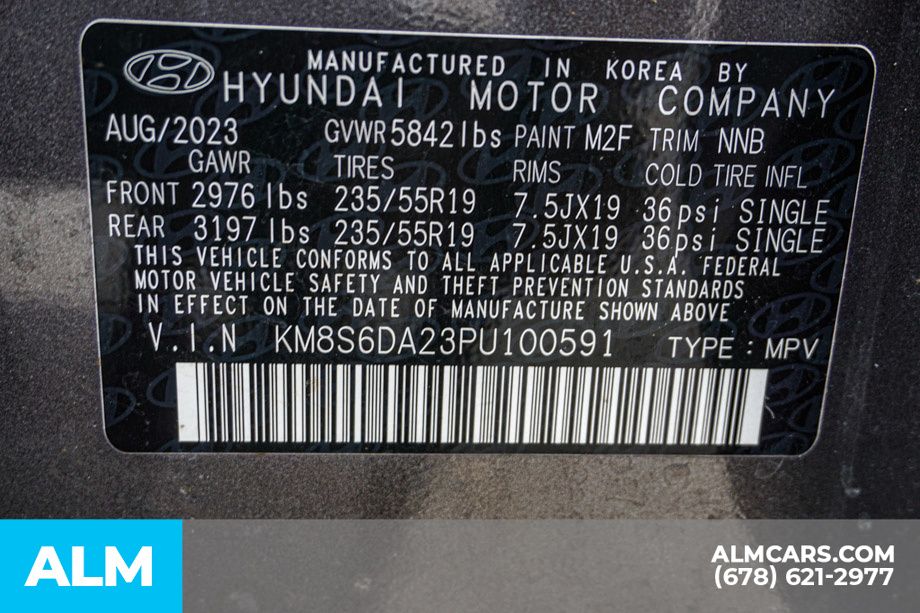 MANUFACTURED IN KOREA BY
HYUNDAI MOTOR COMPANY
AUG/2023 GVWR 5842 lbs PAINT M2F TRIM NNB
GAWR TIRES RIMS COLD TIRE INFL
FRONT 2976 lbs 235/55R19 7.5JX19 36psi SINGLE
REAR 3197 lbs 235/55R19 7.5JX19 36psi SINGLE
THIS VEHICLE CONFORMS TO ALL APPLICABLE U.S.A. FEDERAL
MOTOR VEHICLE SAFETY AND THEFT PREVENTION STANDARDS
IN EFFECT ON THE DATE OF MANUFACTURE SHOWN ABOVE
V.I.N KM8S6DA23PU100591 TYPE : MPV
ALM
ALMCARS.COM
(678) 621-2977